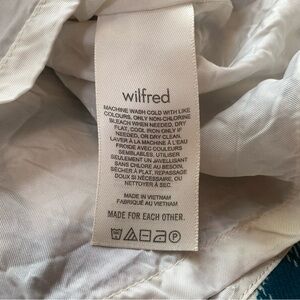 wilfred
MACHINE WASH COLD WITH LIKE
COLOURS, ONLY NON-CHLORINE
BLEACH WHEN NEEDED, DRY
FLAT, COOL IRON ONLY IF
NEEDED, OR DRY CLEAN.
LAVER À LA MACHINE À L'EAU
FROIDE AVEC COULEURS
SEMBLABLES, UTILISER
SEULEMENT UN JAVELLISANT
SANS CHLORE AU BESOIN,
SÉCHER À PLAT, REPASSAGE
DOUX SI NÉCESSAIRE, OU
NETTOYER À SEC.
MADE IN VIETNAM
FABRIQUÉ AU VIETNAM
MADE FOR EACH OTHER.
P